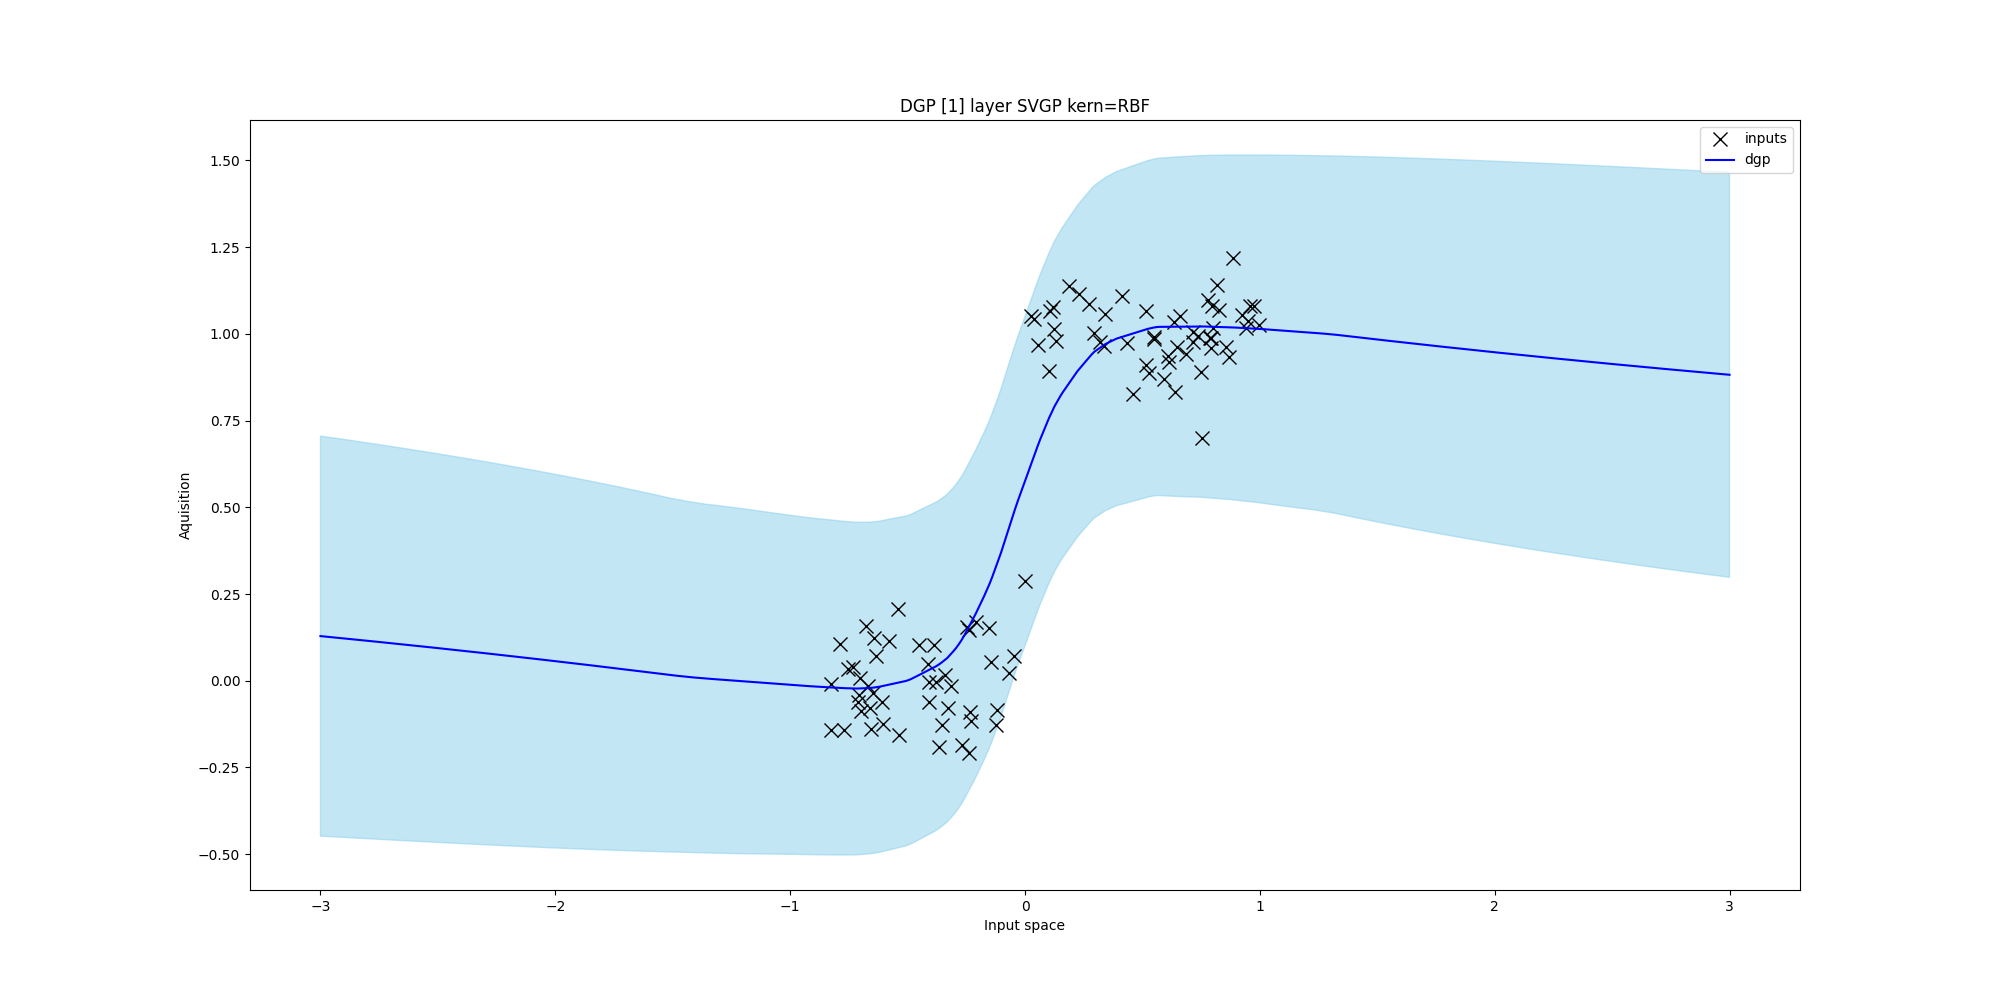 DGP [1] layer SVGP kern=RBF
inputs
dgp
1.50
1.25
1.00
0.75
0.50
0.25
0.00
−0.25
−0.50
Aquisition
−3 −2 −1 0 1 2 3
Input space